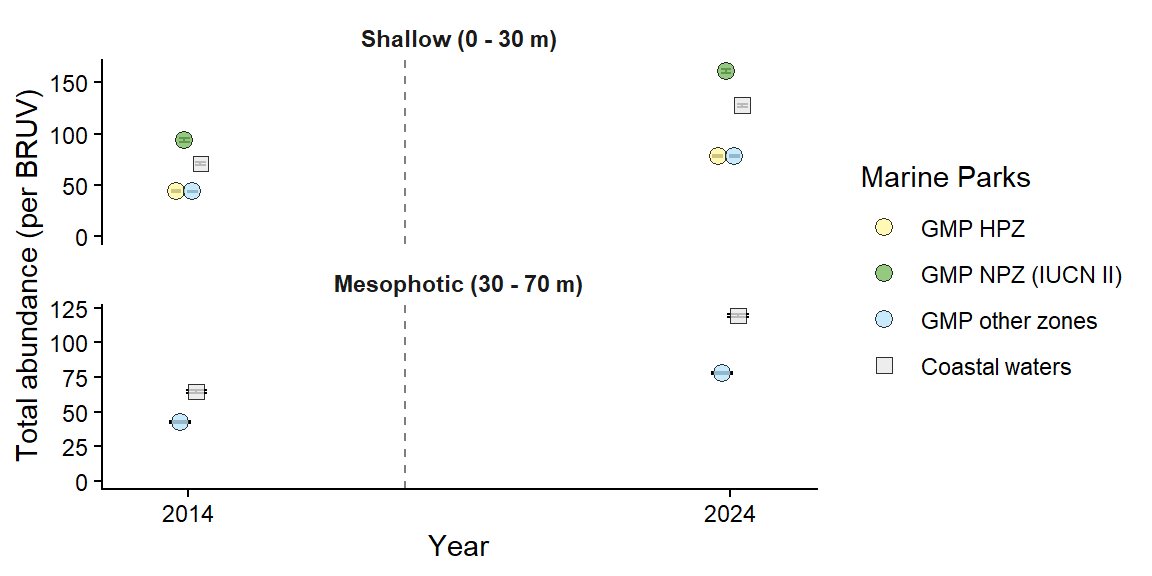 Shallow (0 - 30 m)
150
100
50
0
Mesophotic (30 - 70 m)
125
100
75
50
25
0
Total abundance (per BRUV)
2014
2024
Year
Marine Parks
GMP HPZ
GMP NPZ (IUCN II)
GMP other zones
Coastal waters